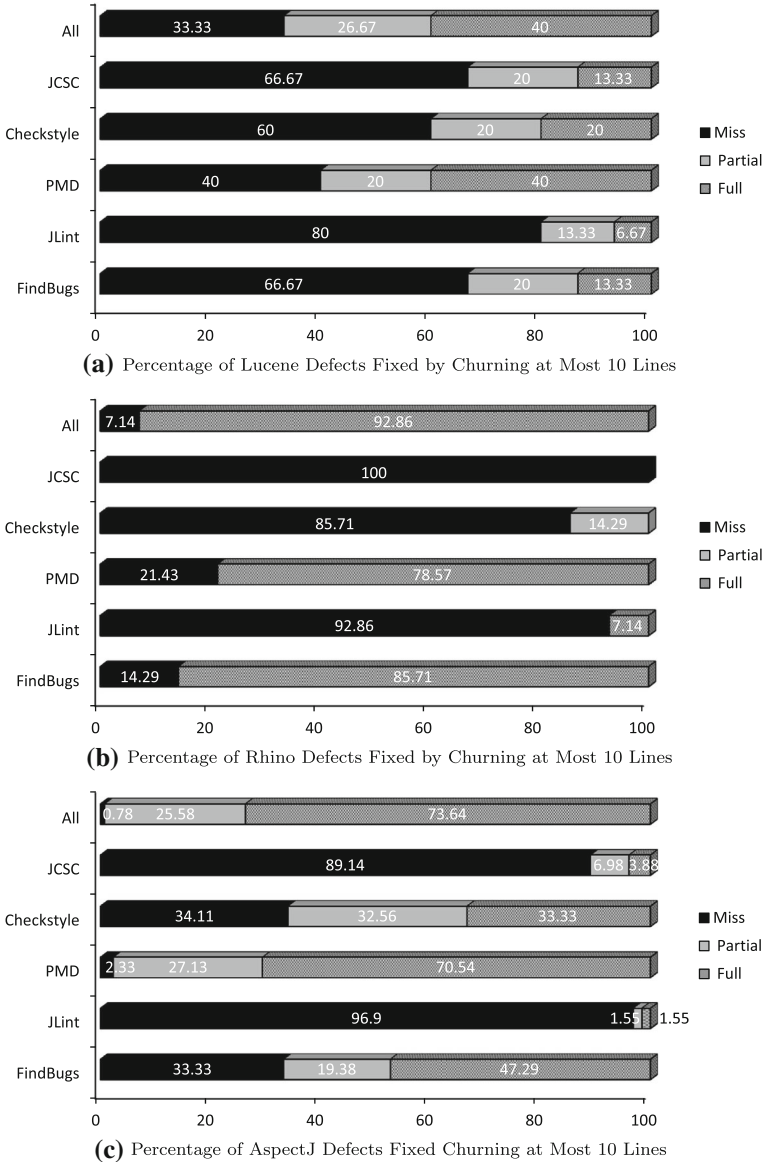 All 33.33 26.67 40
JCSC 66.67 20 13.33
Checkstyle 60 20 20
PMD 40 20 40
JLint 80 13.33 6.67
FindBugs 66.67 20 13.33
0 20 40 60 80 100
Miss
Partial
Full
(a) Percentage of Lucene Defects Fixed by Churning at Most 10 Lines
All 7.14 92.86
JCSC 100
Checkstyle 85.71 14.29
PMD 21.43 78.57
JLint 92.86 7.14
FindBugs 14.29 85.71
0 20 40 60 80 100
Miss
Partial
Full
(b) Percentage of Rhino Defects Fixed by Churning at Most 10 Lines
All 0.78 25.58 73.64
JCSC 89.14 6.98 3.88
Checkstyle 34.11 32.56 33.33
PMD 2.33 27.13 70.54
JLint 96.9 1.55 1.55
FindBugs 33.33 19.38 47.29
0 20 40 60 80 100
Miss
Partial
Full
(c) Percentage of AspectJ Defects Fixed Churning at Most 10 Lines